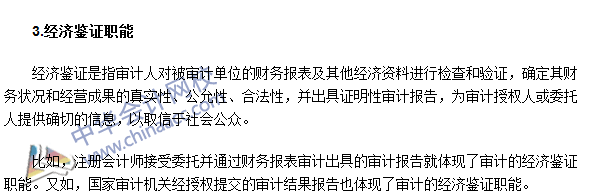 3.经济鉴证职能
经济鉴证是指审计人对被审计单位的财务报表及其他经济资料进行检查和验证，确定其财
务状况和经营成果的真实性、公允性、合法性，并出具证明性审计报告，为审计授权人或委托
人提供确切的信息，以取信于社会公众。
比如，注册会计师接受委托并通过财务报表审计出具的审计报告就体现了审计的经济鉴证
职能。又如，国家审计机关经授权提交的审计结果报告也体现了审计的经济鉴证职能。
中华会计网校
www.chinaacc.com